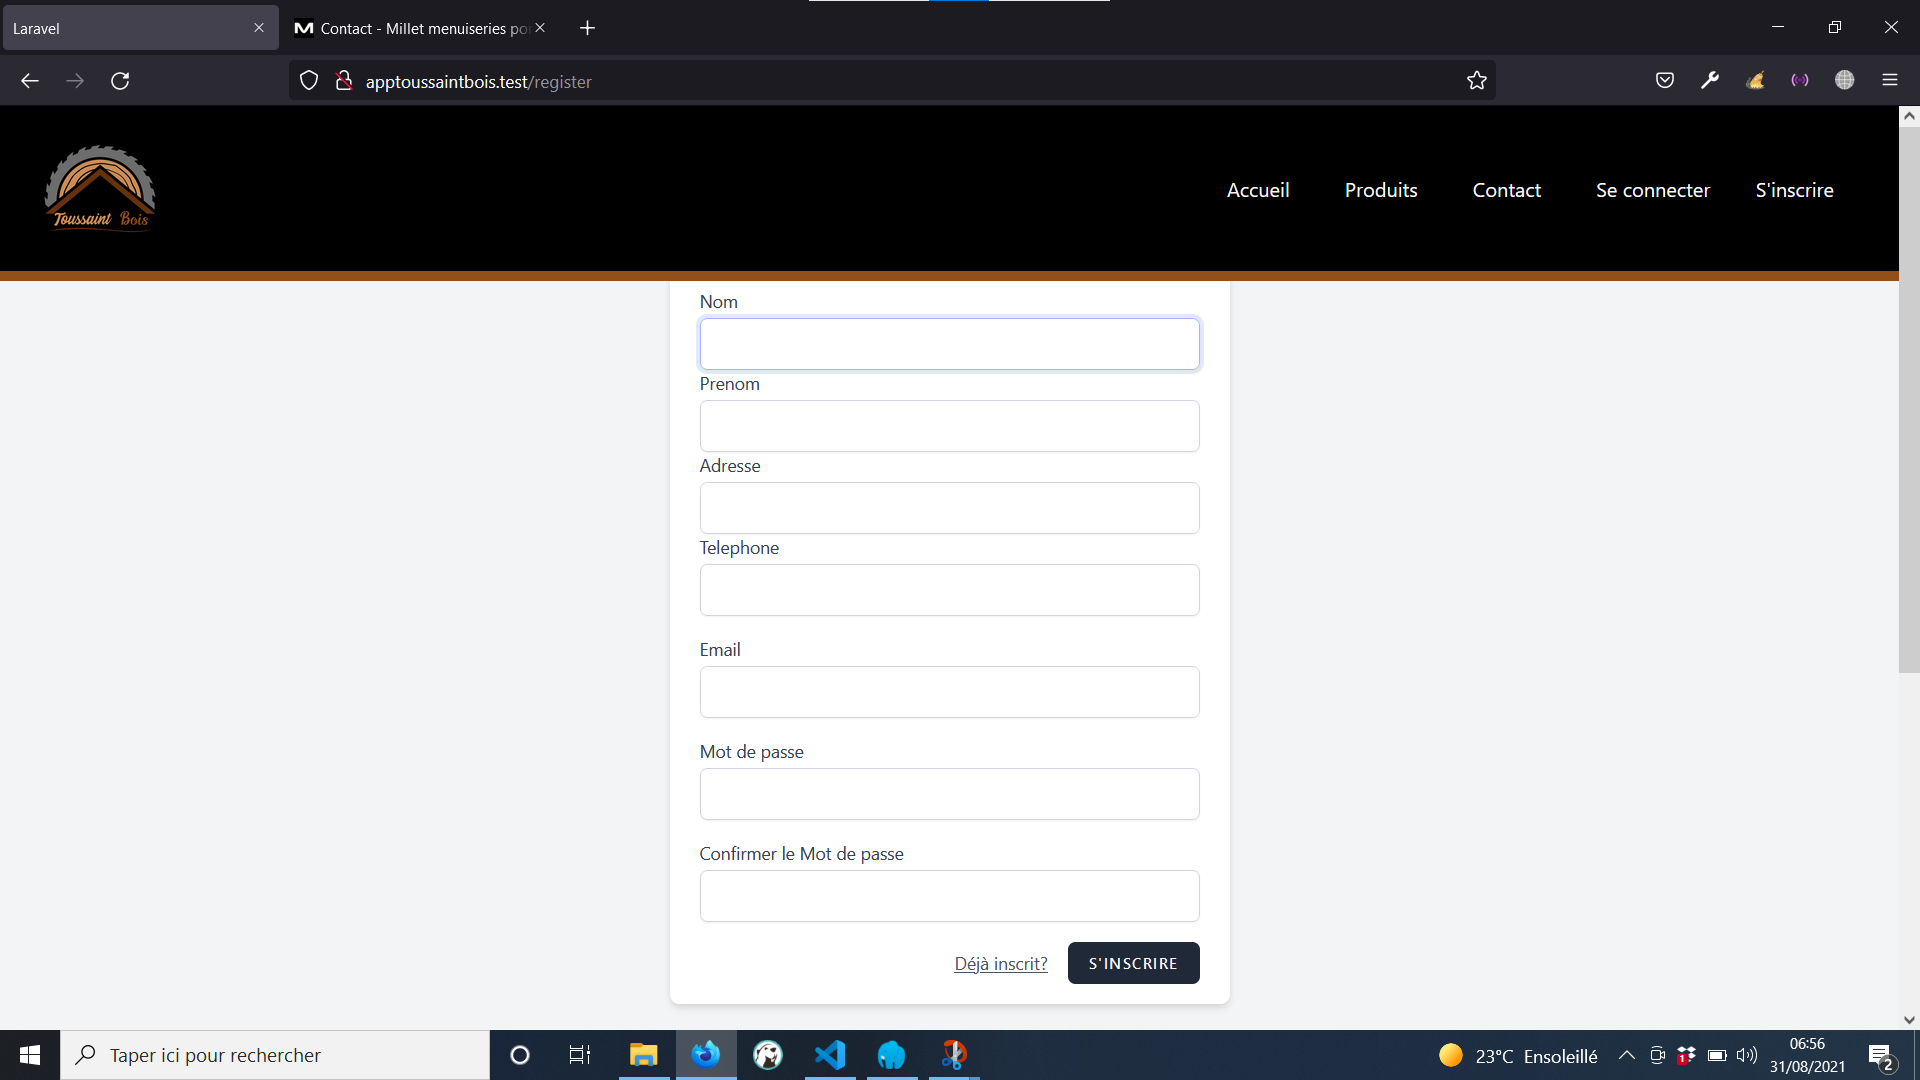 Laravel
Contact - Millet menuiseries po
apptoussaintbois.test/register
Toussaint Bois
Accueil
Produits
Contact
Se connecter
S'inscrire
Nom
Prenom
Adresse
Telephone
Email
Mot de passe
Confirmer le Mot de passe
Déjà inscrit?
S'INSCRIRE
Taper ici pour rechercher
1
23°C Ensoleillé
06:56
31/08/2021
2